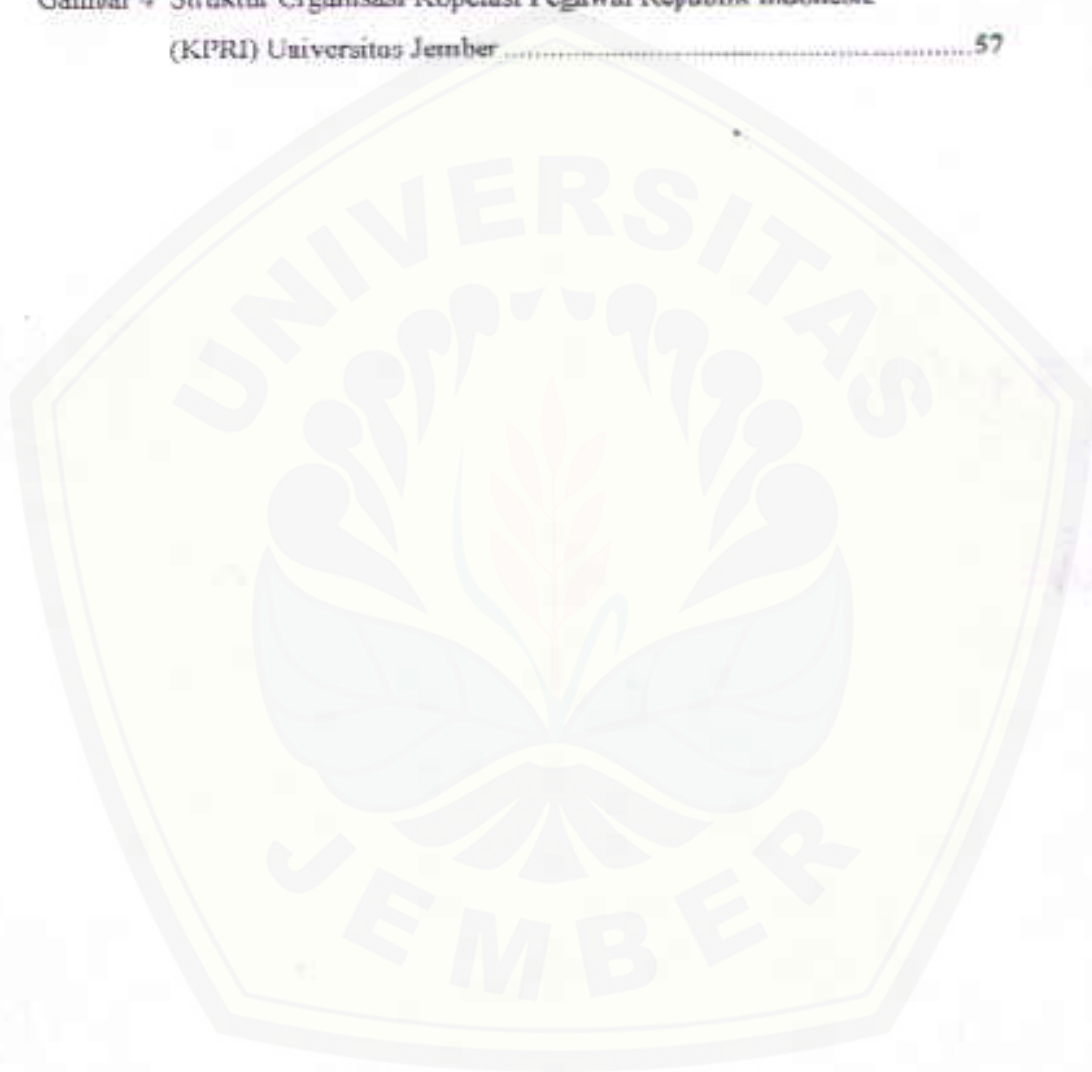 Gambar 4 Struktur Organisasi Koperasi Pegawai Republik Indonesia
(KPRI) Universitas Jember ........................................................................ 57
UNIVERSITAS
JEMBER